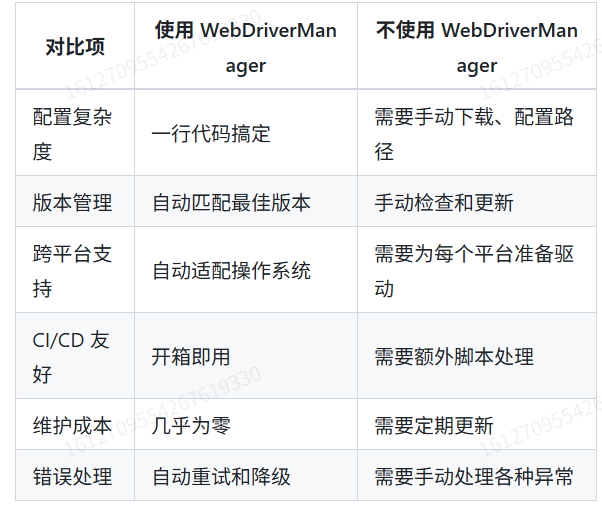 对比项
使用 WebDriverMan
ager
不使用 WebDriverMan
ager
配置复杂
度
一行代码搞定
需要手动下载、配置路
径
版本管理
自动匹配最佳版本
手动检查和更新
跨平台支
持
自动适配操作系统
需要为每个平台准备驱
动
CI/CD 友
好
开箱即用
需要额外脚本处理
维护成本
几乎为零
需要定期更新
错误处理
自动重试和降级
需要手动处理各种异常
1612709554267619330